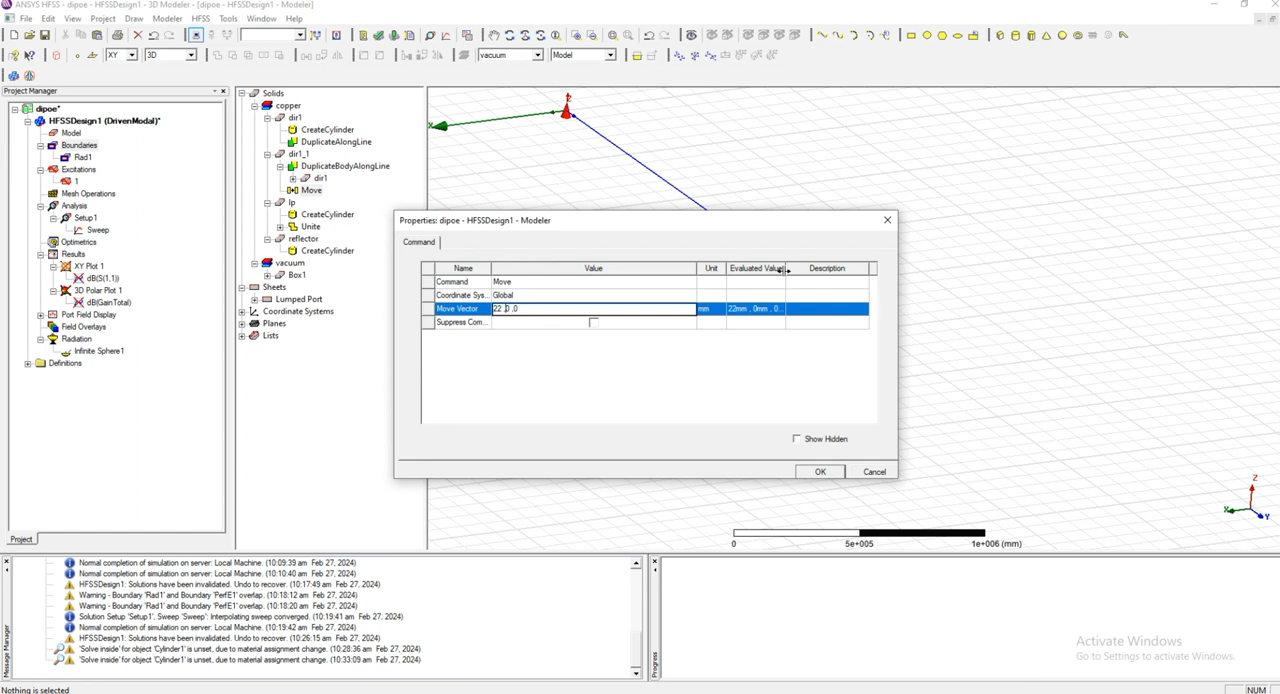 ANSYS HFSS - dipoe - HFSSDesign1 - 3D Modeler - [dipoe - HFSSDesign1 - Modeler]
File Edit View Project Draw Modeler HFSS Tools Window Help
XY 3D vacuum Model
Project Manager
dipoe*
HFSSDesign1 (DrivenModal)*
Model
Boundaries
Rad1
Excitations
1
Mesh Operations
Analysis
Setup1
Sweep
Optimetrics
Results
XY Plot 1
dB(S(1,1))
3D Polar Plot 1
dB(GainTotal)
Port Field Display
Field Overlays
Radiation
Infinite Sphere1
Definitions
Project
Solids
copper
dir1
CreateCylinder
DuplicateAlongLine
dir1_1
DuplicateBodyAlongLine
dir1
Move
lp
CreateCylinder
Unite
reflector
CreateCylinder
vacuum
Box1
Sheets
Lumped Port
Coordinate Systems
Planes
Lists
Z
X
Properties: dipoe - HFSSDesign1 - Modeler
Command
Name Value Unit Evaluated Value Description
Command Move
Coordinate Sys... Global
Move Vector 22 ,0 ,0 mm 22mm , 0mm , 0...
Suppress Com...
Show Hidden
OK Cancel
Z
X
Y
0 5e+005 1e+006 (mm)
Normal completion of simulation on server: Local Machine. (10:09:39 am Feb 27, 2024)
Normal completion of simulation on server: Local Machine. (10:10:40 am Feb 27, 2024)
HFSSDesign1: Solutions have been invalidated. Undo to recover. (10:17:49 am Feb 27, 2024)
Warning - Boundary 'Rad1' and Boundary 'PerfE1' overlap. (10:18:12 am Feb 27, 2024)
Warning - Boundary 'Rad1' and Boundary 'PerfE1' overlap. (10:18:20 am Feb 27, 2024)
Solution Setup 'Setup1', Sweep 'Sweep': Interpolating sweep converged. (10:19:41 am Feb 27, 2024)
Normal completion of simulation on server: Local Machine. (10:19:42 am Feb 27, 2024)
HFSSDesign1: Solutions have been invalidated. Undo to recover. (10:26:15 am Feb 27, 2024)
'Solve inside' for object 'Cylinder1' is unset, due to material assignment change. (10:28:36 am Feb 27, 2024)
'Solve inside' for object 'Cylinder1' is unset, due to material assignment change. (10:33:09 am Feb 27, 2024)
Message Manager
Progress
Activate Windows
Go to Settings to activate Windows.
Nothing is selected
NUM